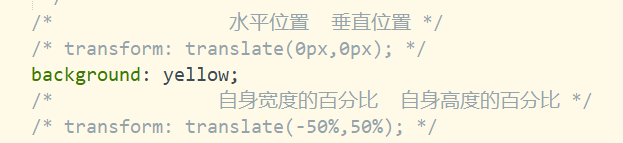 */
/* 水平位置 垂直位置 */
/* transform: translate(0px,0px); */
background: yellow;
/* 自身宽度的百分比 自身高度的百分比 */
/* transform: translate(-50%,50%); */